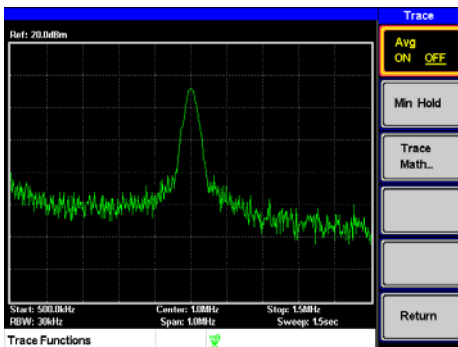 Trace
Ref: 20.0dBm
Avg
ON OFF
Min Hold
Trace
Math...
Start: 500.0kHz Center: 1.0MHz Stop: 1.5MHz
RBW: 30kHz Span: 1.0MHz Sweep: 1.5sec
Return
Trace Functions